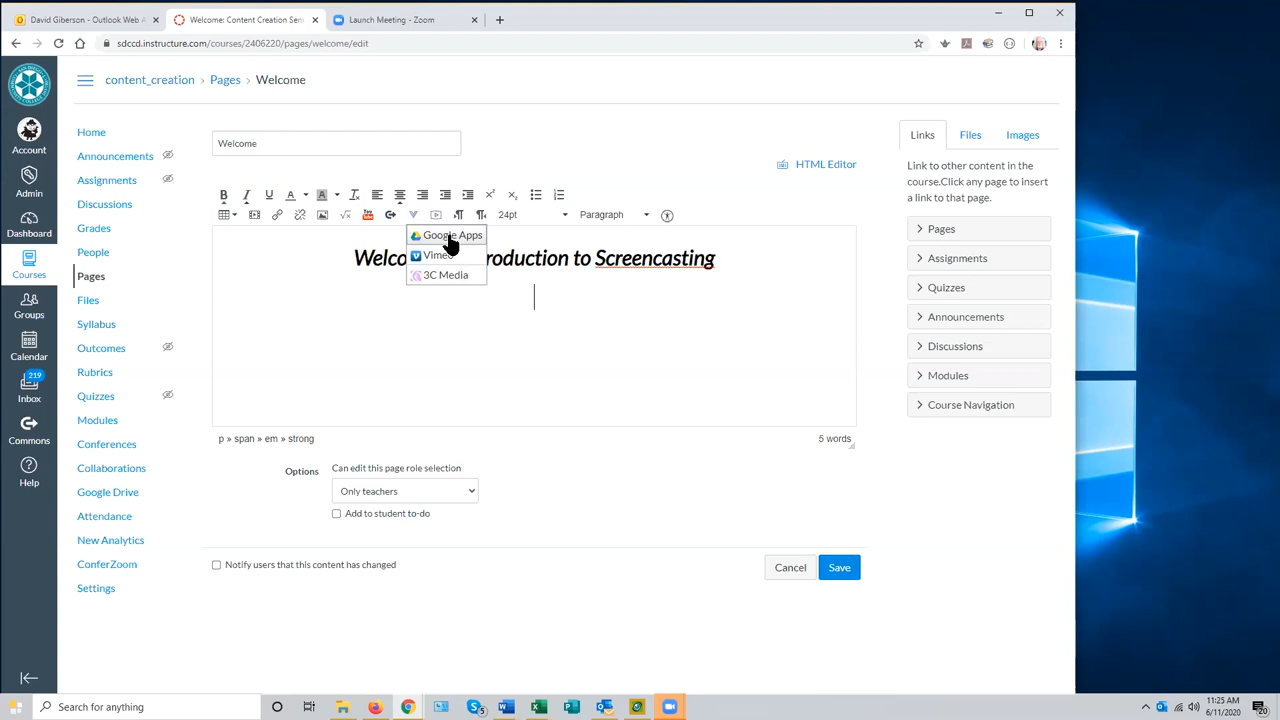 David Giberson - Outlook Web A
Welcome: Content Creation Sem
Launch Meeting - Zoom
sdccd.instructure.com/courses/2406220/pages/welcome/edit
content_creation > Pages > Welcome
Account
Admin
Dashboard
Courses
Groups
Calendar
219
Inbox
Commons
Help
Home
Announcements
Assignments
Discussions
Grades
People
Pages
Files
Syllabus
Outcomes
Rubrics
Quizzes
Modules
Conferences
Collaborations
Google Drive
Attendance
New Analytics
ConferZoom
Settings
Welcome
HTML Editor
24pt
Paragraph
Google Apps
Vimeo
3C Media
Welco roduction to Screencasting
p » span » em » strong
5 words
Options
Can edit this page role selection
Only teachers
Add to student to-do
Notify users that this content has changed
Cancel
Save
Links
Files
Images
Link to other content in the
course.Click any page to insert
a link to that page.
Pages
Assignments
Quizzes
Announcements
Discussions
Modules
Course Navigation
Search for anything
5
11:25 AM
6/11/2020
20